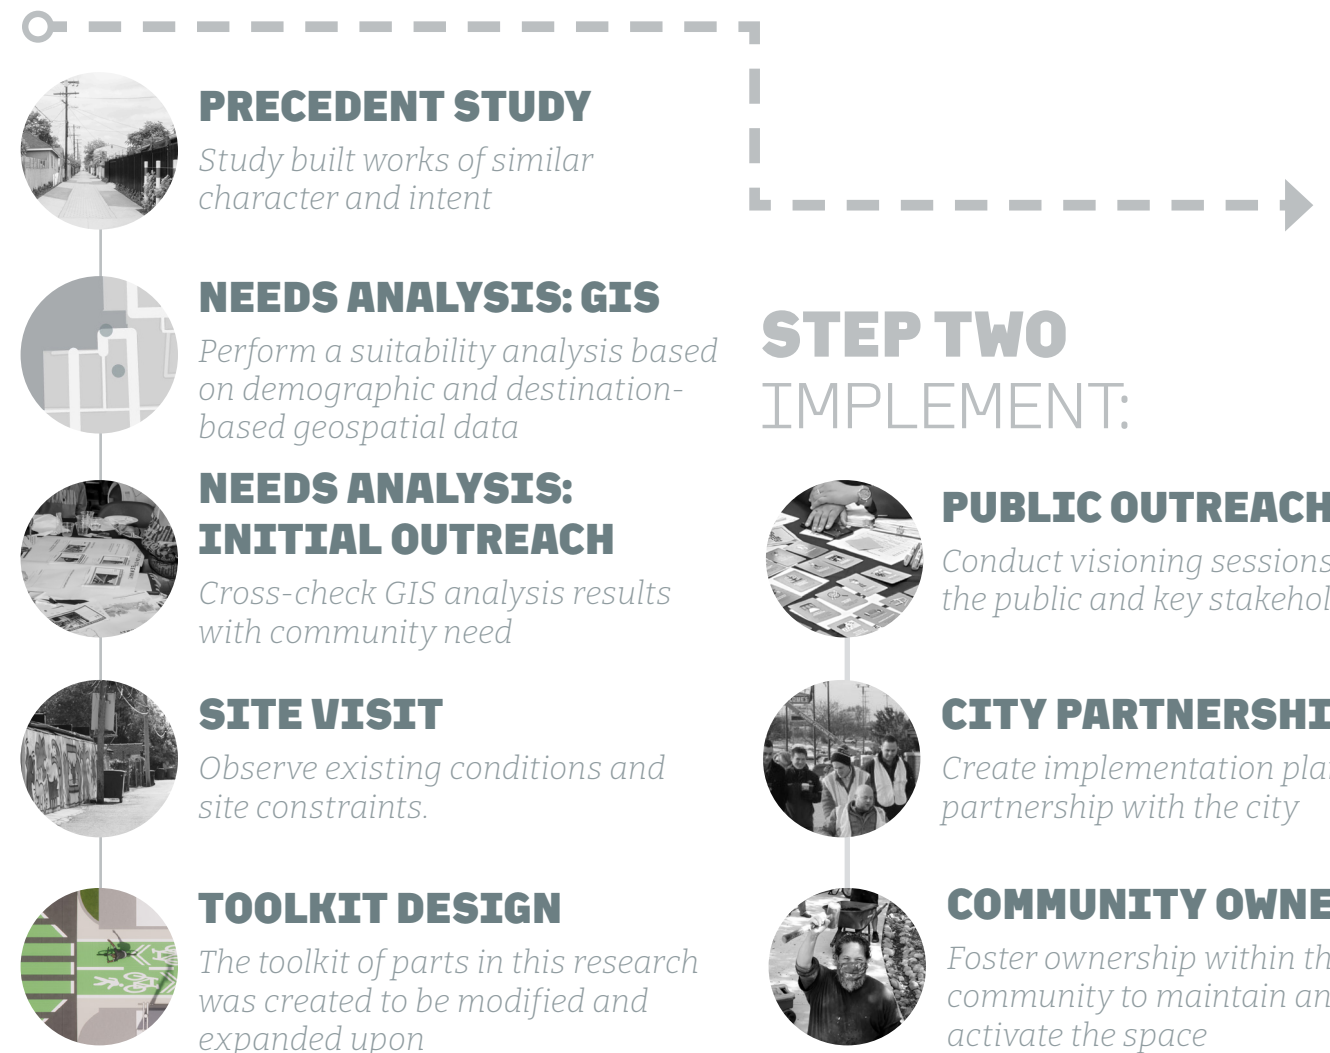 PRECEDENT STUDY
Study built works of similar
character and intent
NEEDS ANALYSIS: GIS
Perform a suitability analysis based
on demographic and destination-
based geospatial data
NEEDS ANALYSIS:
INITIAL OUTREACH
Cross-check GIS analysis results
with community need
SITE VISIT
Observe existing conditions and
site constraints.
TOOLKIT DESIGN
The toolkit of parts in this research
was created to be modified and
expanded upon
STEP TWO
IMPLEMENT:
PUBLIC OUTREACH
Conduct visioning sessions
the public and key
CITY
Create implementation
partnership with the city
COMMUNITY
Foster ownership within
community to maintain
activate the space